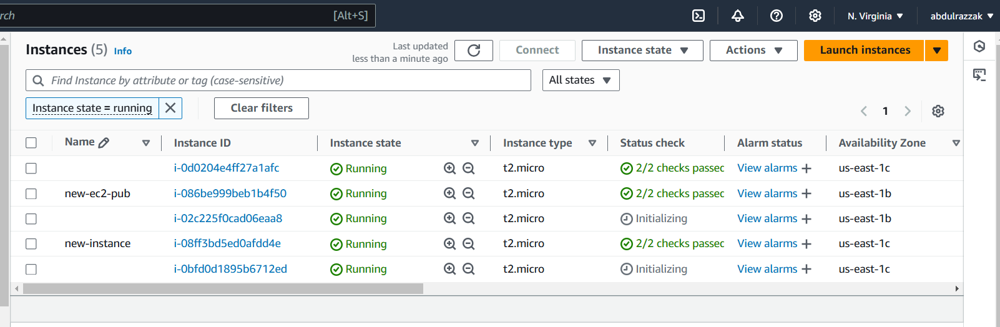 rch [Alt+S] N. Virginia abdulrazzak
Instances (5) Info Last updated less than a minute ago Connect Instance state Actions Launch instances
Find Instance by attribute or tag (case-sensitive) All states
Instance state = running Clear filters 1
Name Instance ID Instance state Instance type Status check Alarm status Availability Zone
i-0d0204e4ff27a1afc Running t2.micro 2/2 checks passed View alarms us-east-1c
new-ec2-pub i-086be999beb1b4f50 Running t2.micro 2/2 checks passed View alarms us-east-1b
i-02c225f0cad06eaa8 Running t2.micro Initializing View alarms us-east-1b
new-instance i-08ff3bd5ed0afdd4e Running t2.micro 2/2 checks passed View alarms us-east-1c
i-0bfd0d1895b6712ed Running t2.micro Initializing View alarms us-east-1c